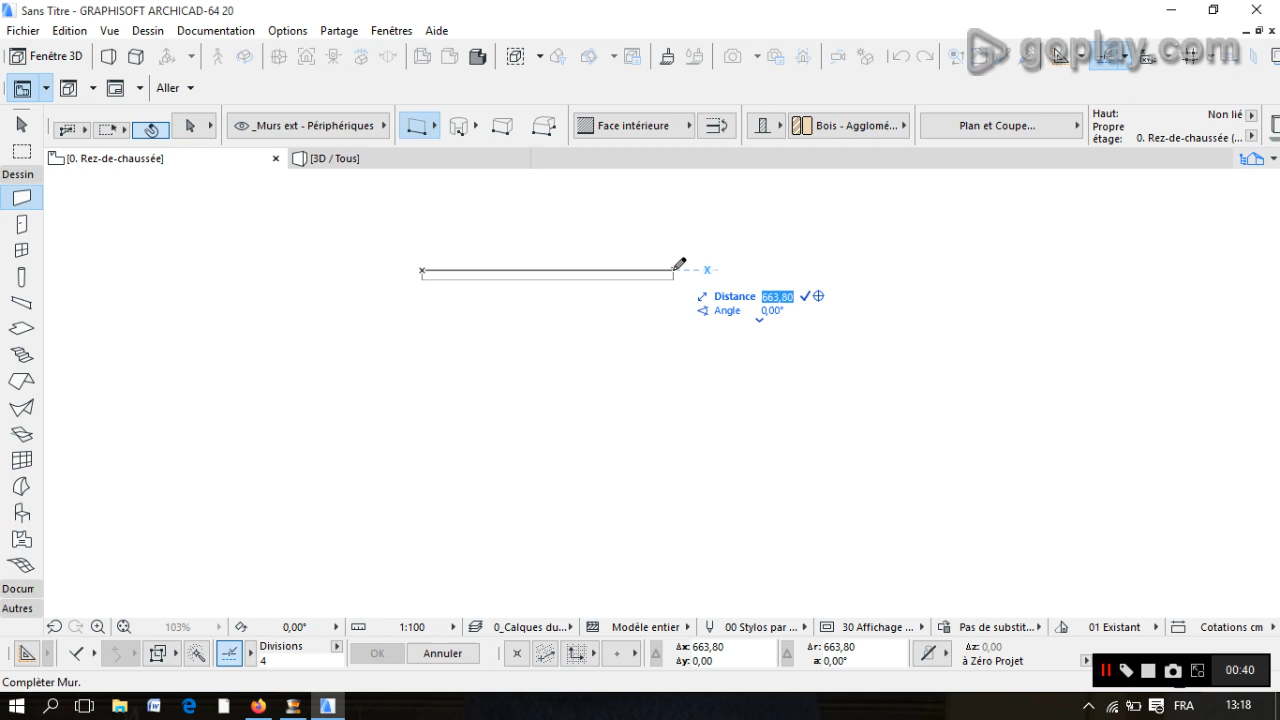 Sans Titre - GRAPHISOFT ARCHICAD-64 20
Fichier Edition Vue Dessin Documentation Options Partage Fenêtres Aide
goplay.com
Fenêtre 3D
Aller
_Murs ext - Périphériques
Face intérieure
Bois - Agglomé...
Plan et Coupe...
Haut: Non lié
Propre
étage: 0. Rez-de-chaussée (...
[0. Rez-de-chaussée]
[3D / Tous]
Dessin
Distance 663,80
Angle 0,00°
Docum
Autres
103% 0,00° 1:100 0_Calques du... Modèle entier 00 Stylos par ... 30 Affichage ... Pas de substit... 01 Existant Cotations cm
Divisions
4
OK
Annuler
Δx: 663,80
Δy: 0,00
Δr: 663,80
a: 0,00°
Δz: 0,00
à Zéro Projet
00:40
Complèter Mur.
FRA 13:18